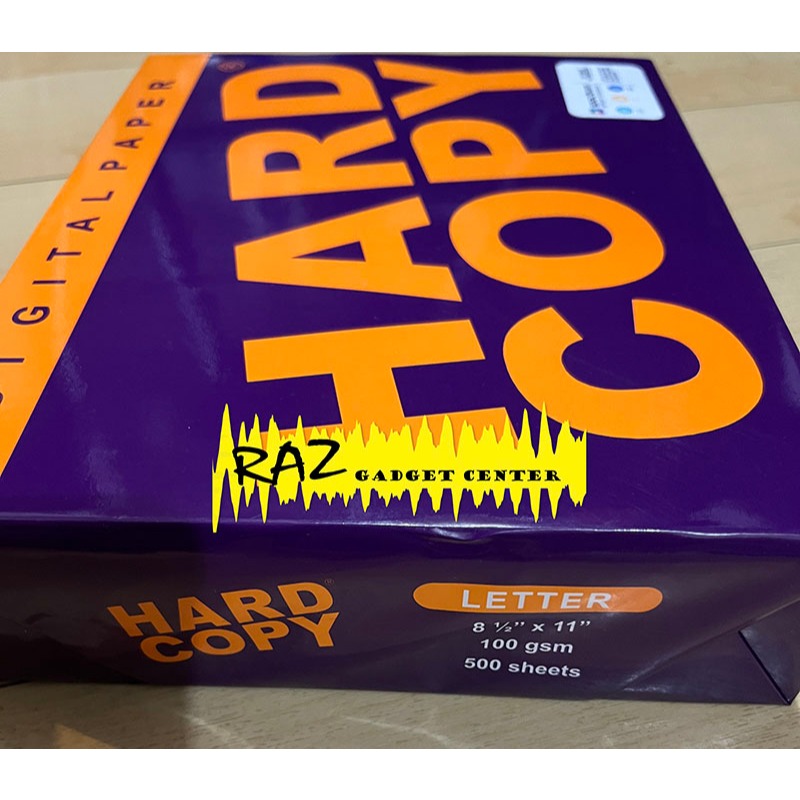 DIGITAL PAPER
HARD
COPY
RAZ GADGET CENTER
HARD
COPY
LETTER
8 ½” x 11”
100 gsm
500 sheets